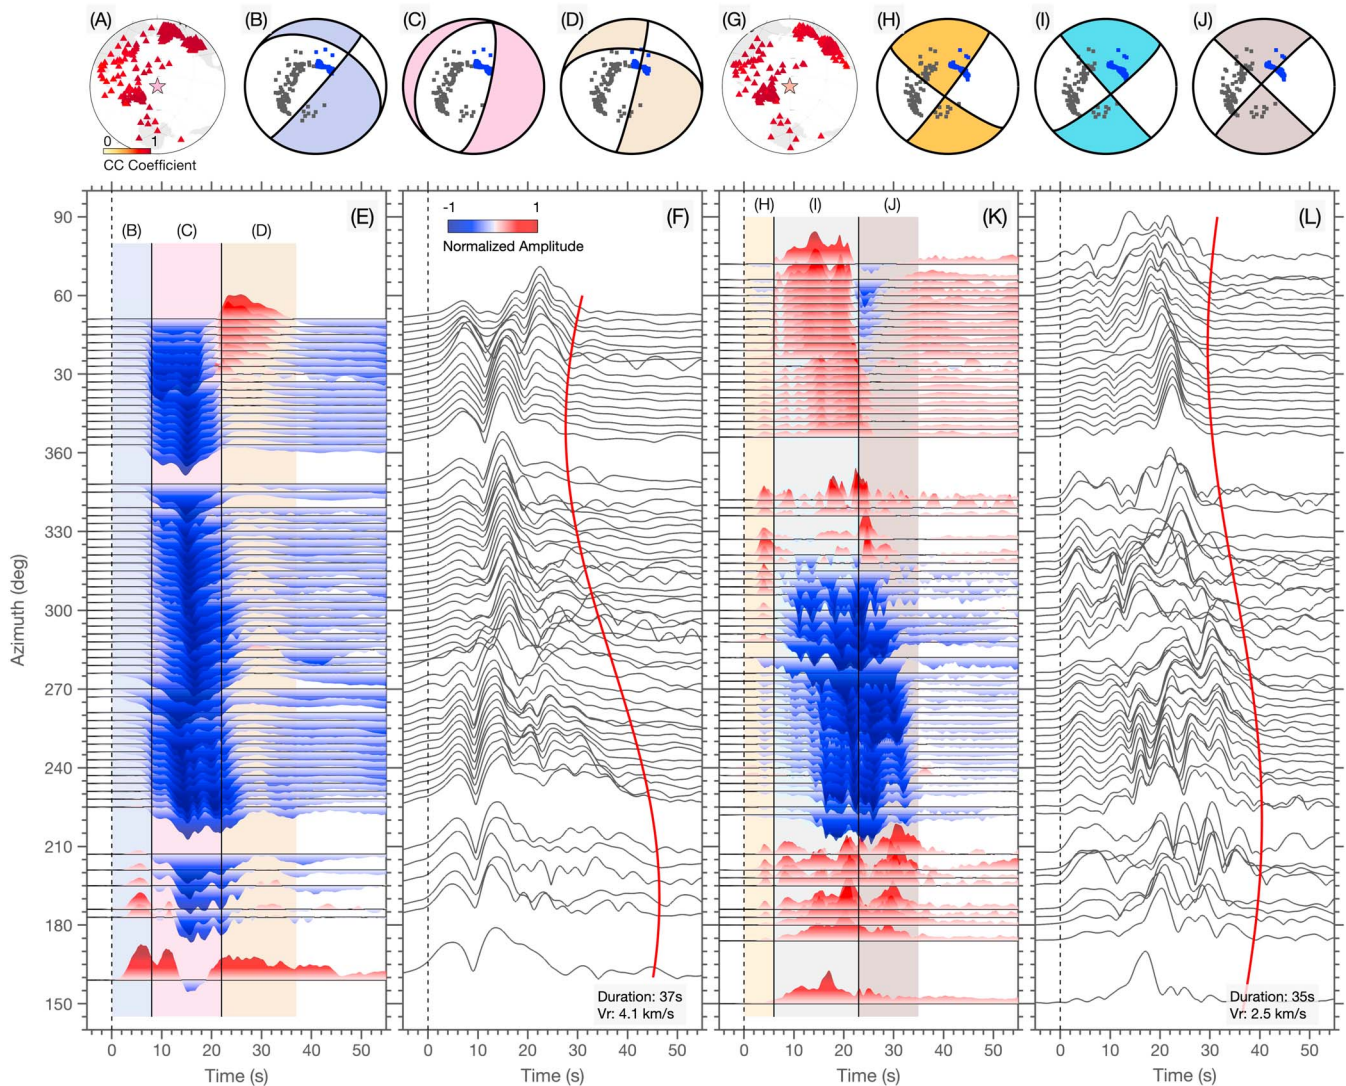 (A)
(B)
(C)
(D)
(G)
(H)
(I)
(J)
0 1
CC Coefficient
(E)
(B) (C) (D)
(F)
-1 1
Normalized Amplitude
(K)
(H) (I) (J)
(L)
90
60
30
360
330
300
270
240
210
180
150
Azimuth (deg)
Duration: 37s
Vr: 4.1 km/s
Duration: 35s
Vr: 2.5 km/s
0 10 20 30 40 50
0 10 20 30 40 50
0 10 20 30 40 50
0 10 20 30 40 50
Time (s)
Time (s)
Time (s)
Time (s)